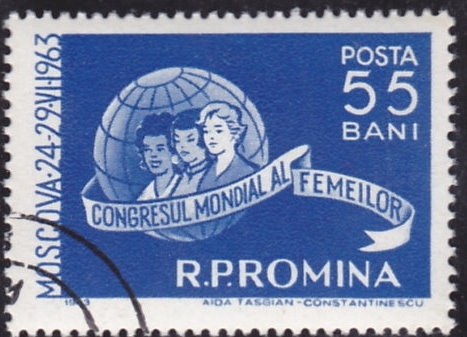 MOSCOVA·24-29·VI·1963
POSTA
55
BANI
CONGRESUL MONDIAL AL FEMEILOR
R.P.ROMINA
1963
AIDA TASGIAN-CONSTANTINESCU